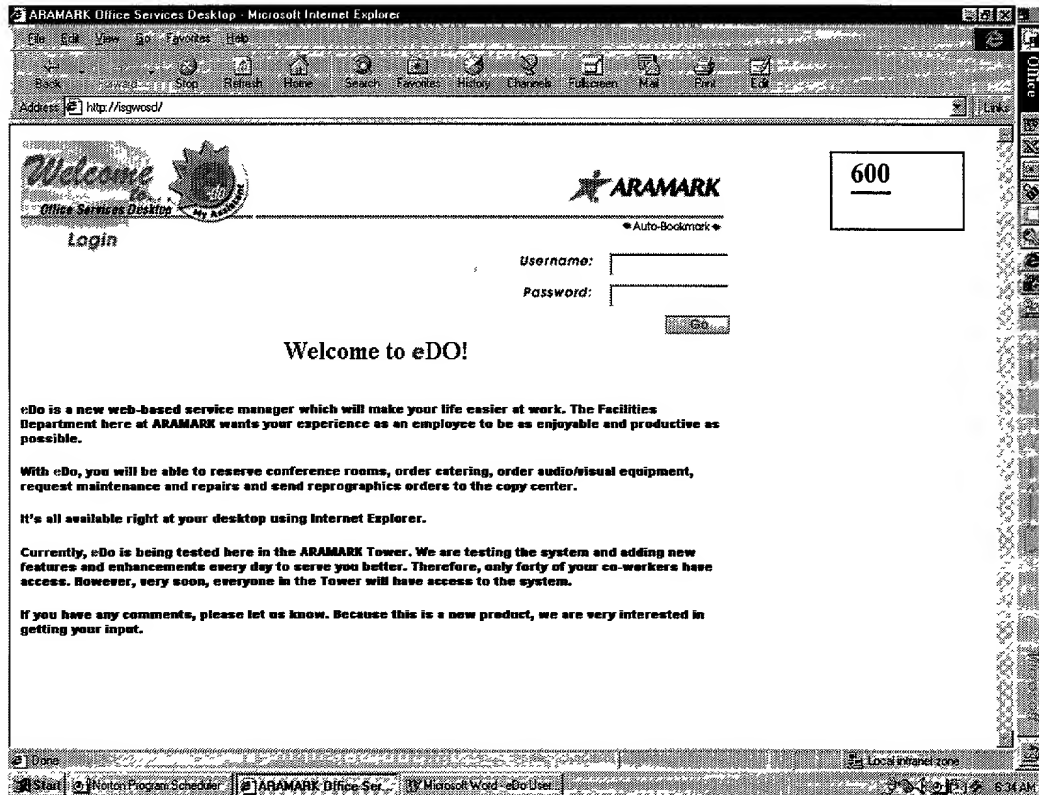 ARAMARK Office Services Desktop - Microsoft Internet Explorer
File Edit View Go Favorites Help
Back Forward Stop Refresh Home Search Favorites History Channels Fullscreen Mail Print Edit
Address http://isgwosd/ Links
Office
Welcome
to
Office Services Desktop
My Assistant
Login
ARAMARK
Auto-Bookmark
600
Username:
Password:
Go
Welcome to eDO!
eDo is a new web-based service manager which will make your life easier at work. The Facilities
Department here at ARAMARK wants your experience as an employee to be as enjoyable and productive as
possible.
With eDo, you will be able to reserve conference rooms, order catering, order audio/visual equipment,
request maintenance and repairs and send reprographics orders to the copy center.
It's all available right at your desktop using Internet Explorer.
Currently, eDo is being tested here in the ARAMARK Tower. We are testing the system and adding new
features and enhancements every day to serve you better. Therefore, only forty of your co-workers have
access. However, very soon, everyone in the Tower will have access to the system.
If you have any comments, please let us know. Because this is a new product, we are very interested in
getting your input.
Done Local intranet zone
Start Norton Program Scheduler ARAMARK Office Ser... Microsoft Word - eDo User 6:34 AM